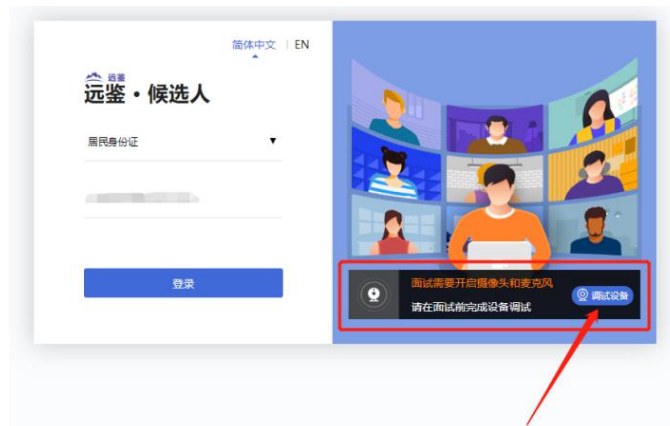 简体中文 | EN
远鉴
远鉴·候选人
居民身份证
登录
面试需要开启摄像头和麦克风
请在面试前完成设备调试
调试设备